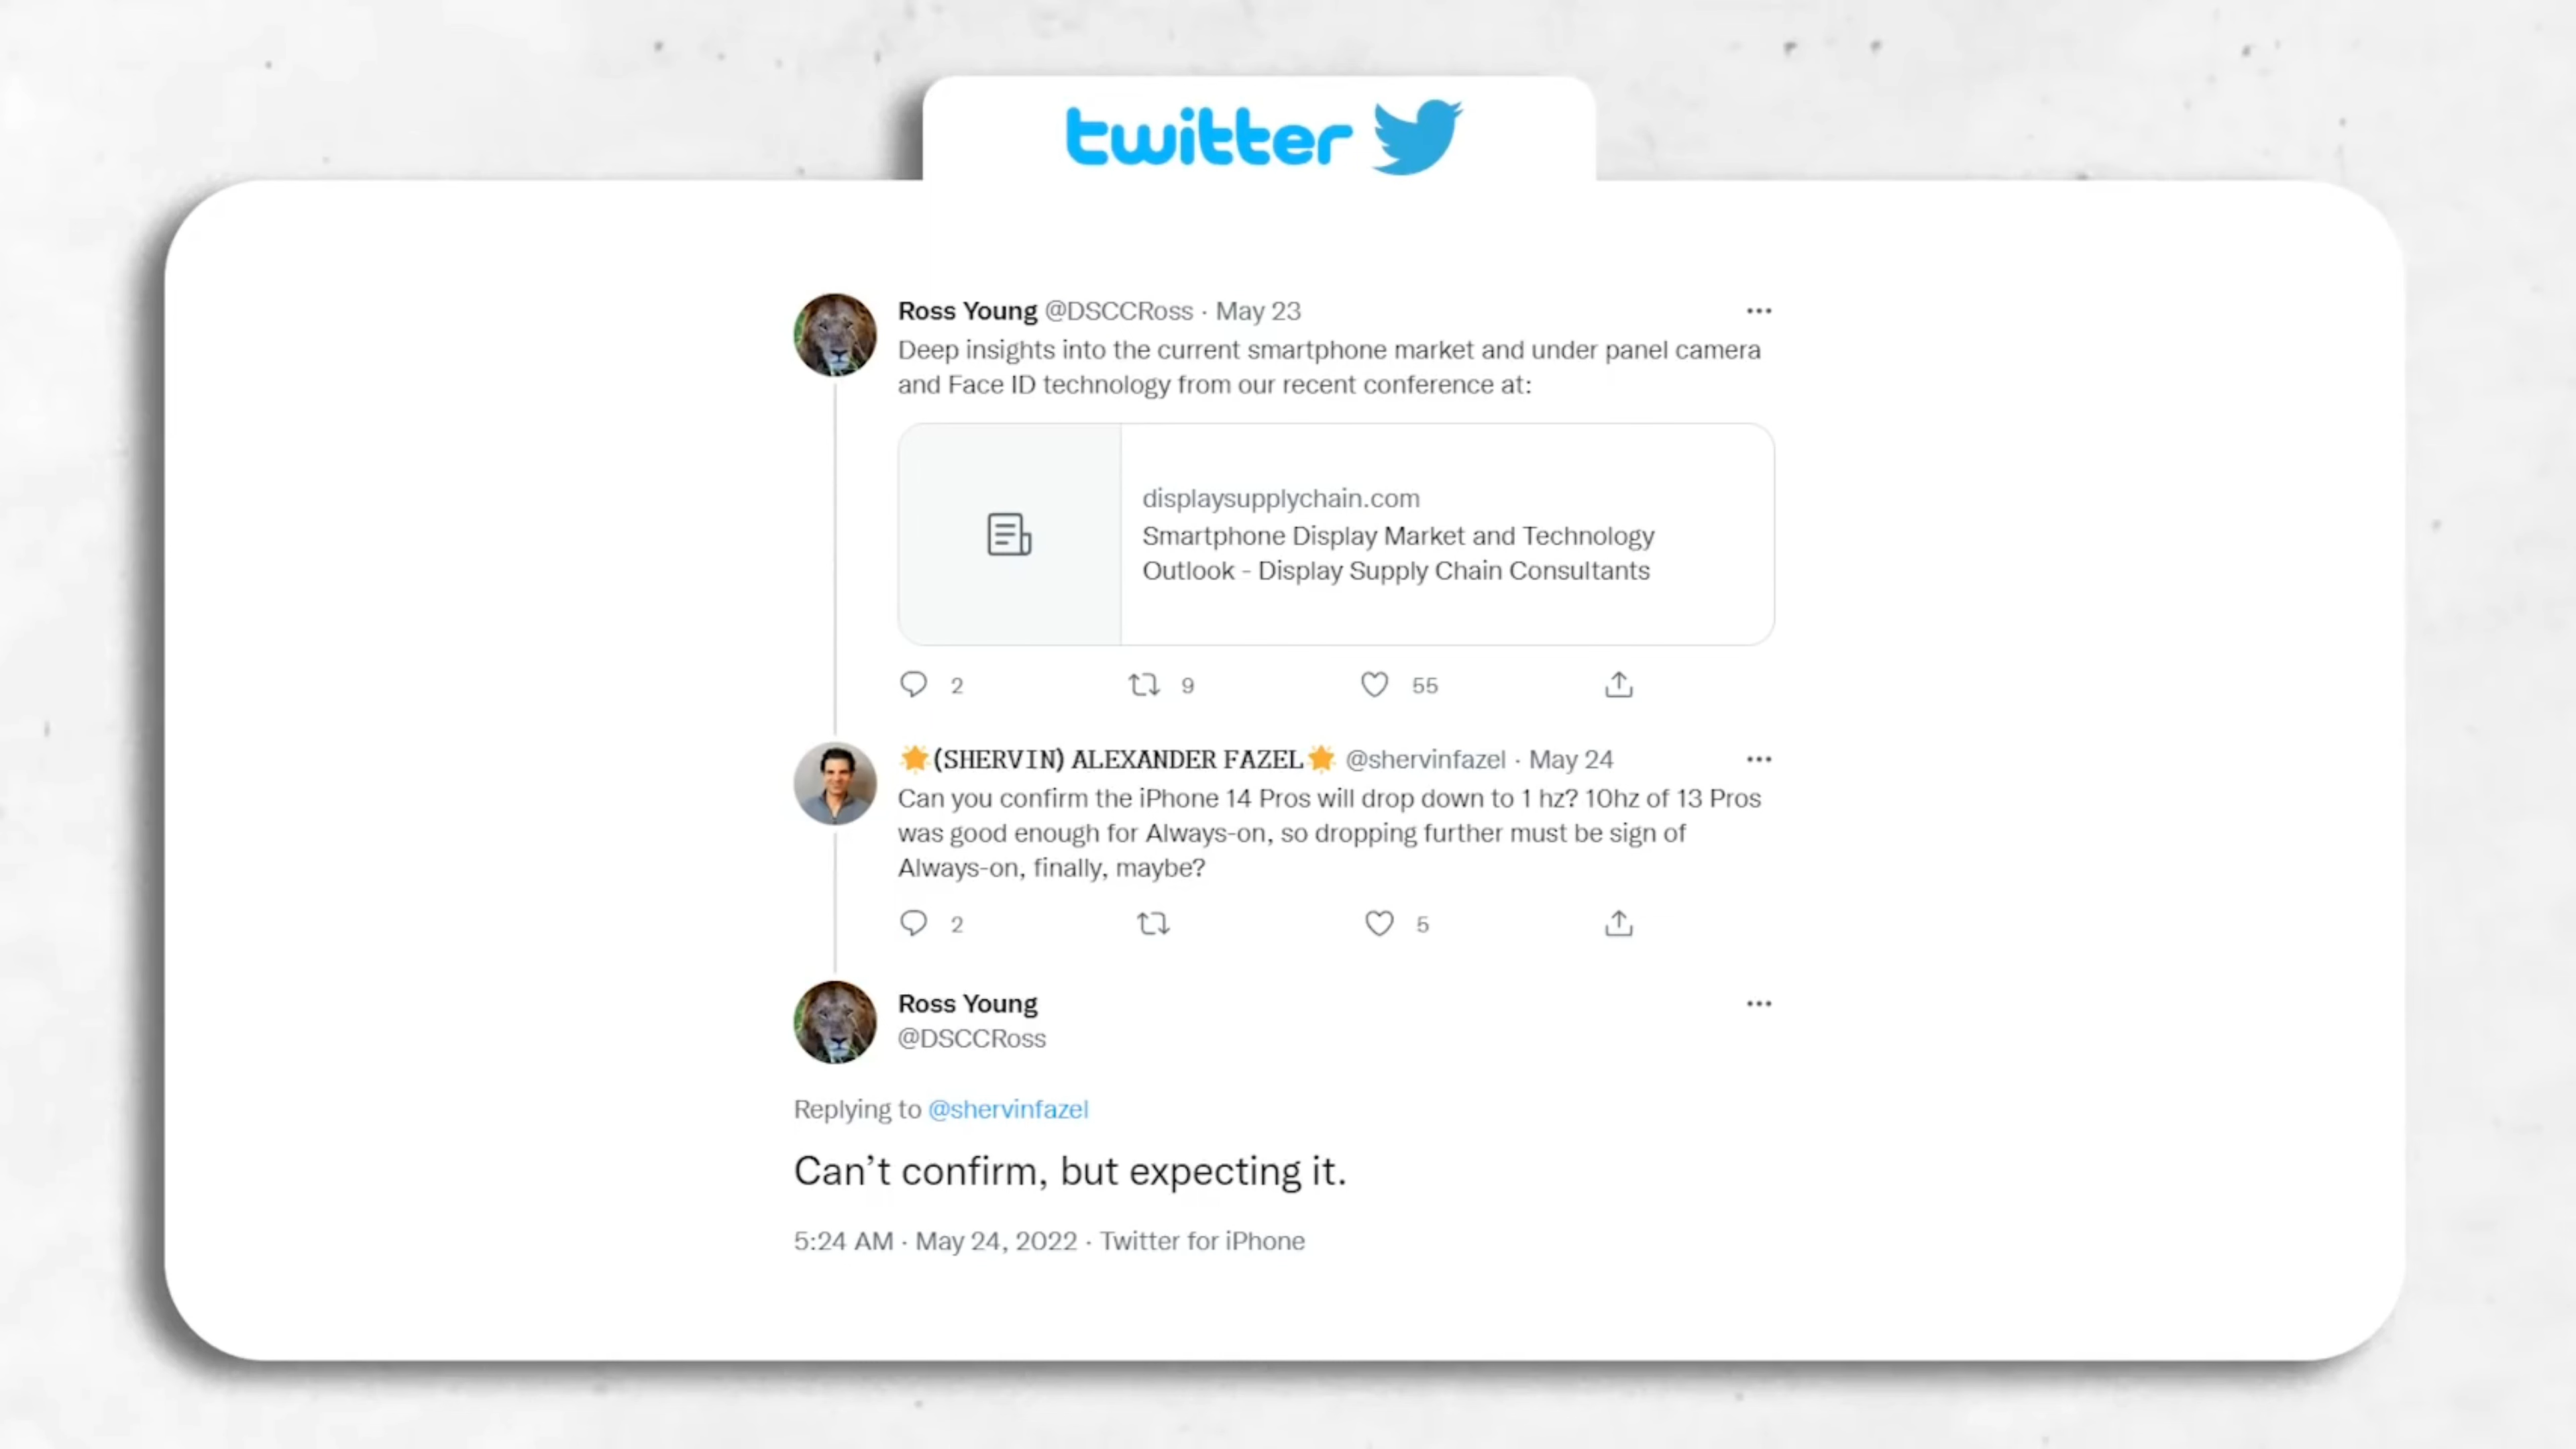 twitter
Ross Young @DSCCRoss · May 23
Deep insights into the current smartphone market and under panel camera
and Face ID technology from our recent conference at:
displaysupplychain.com
Smartphone Display Market and Technology
Outlook - Display Supply Chain Consultants
2 9 55
🌟(SHERVIN) ALEXANDER FAZEL🌟 @shervinfazel · May 24
Can you confirm the iPhone 14 Pros will drop down to 1 hz? 10hz of 13 Pros
was good enough for Always-on, so dropping further must be sign of
Always-on, finally, maybe?
2 5
Ross Young
@DSCCRoss
Replying to @shervinfazel
Can’t confirm, but expecting it.
5:24 AM · May 24, 2022 · Twitter for iPhone